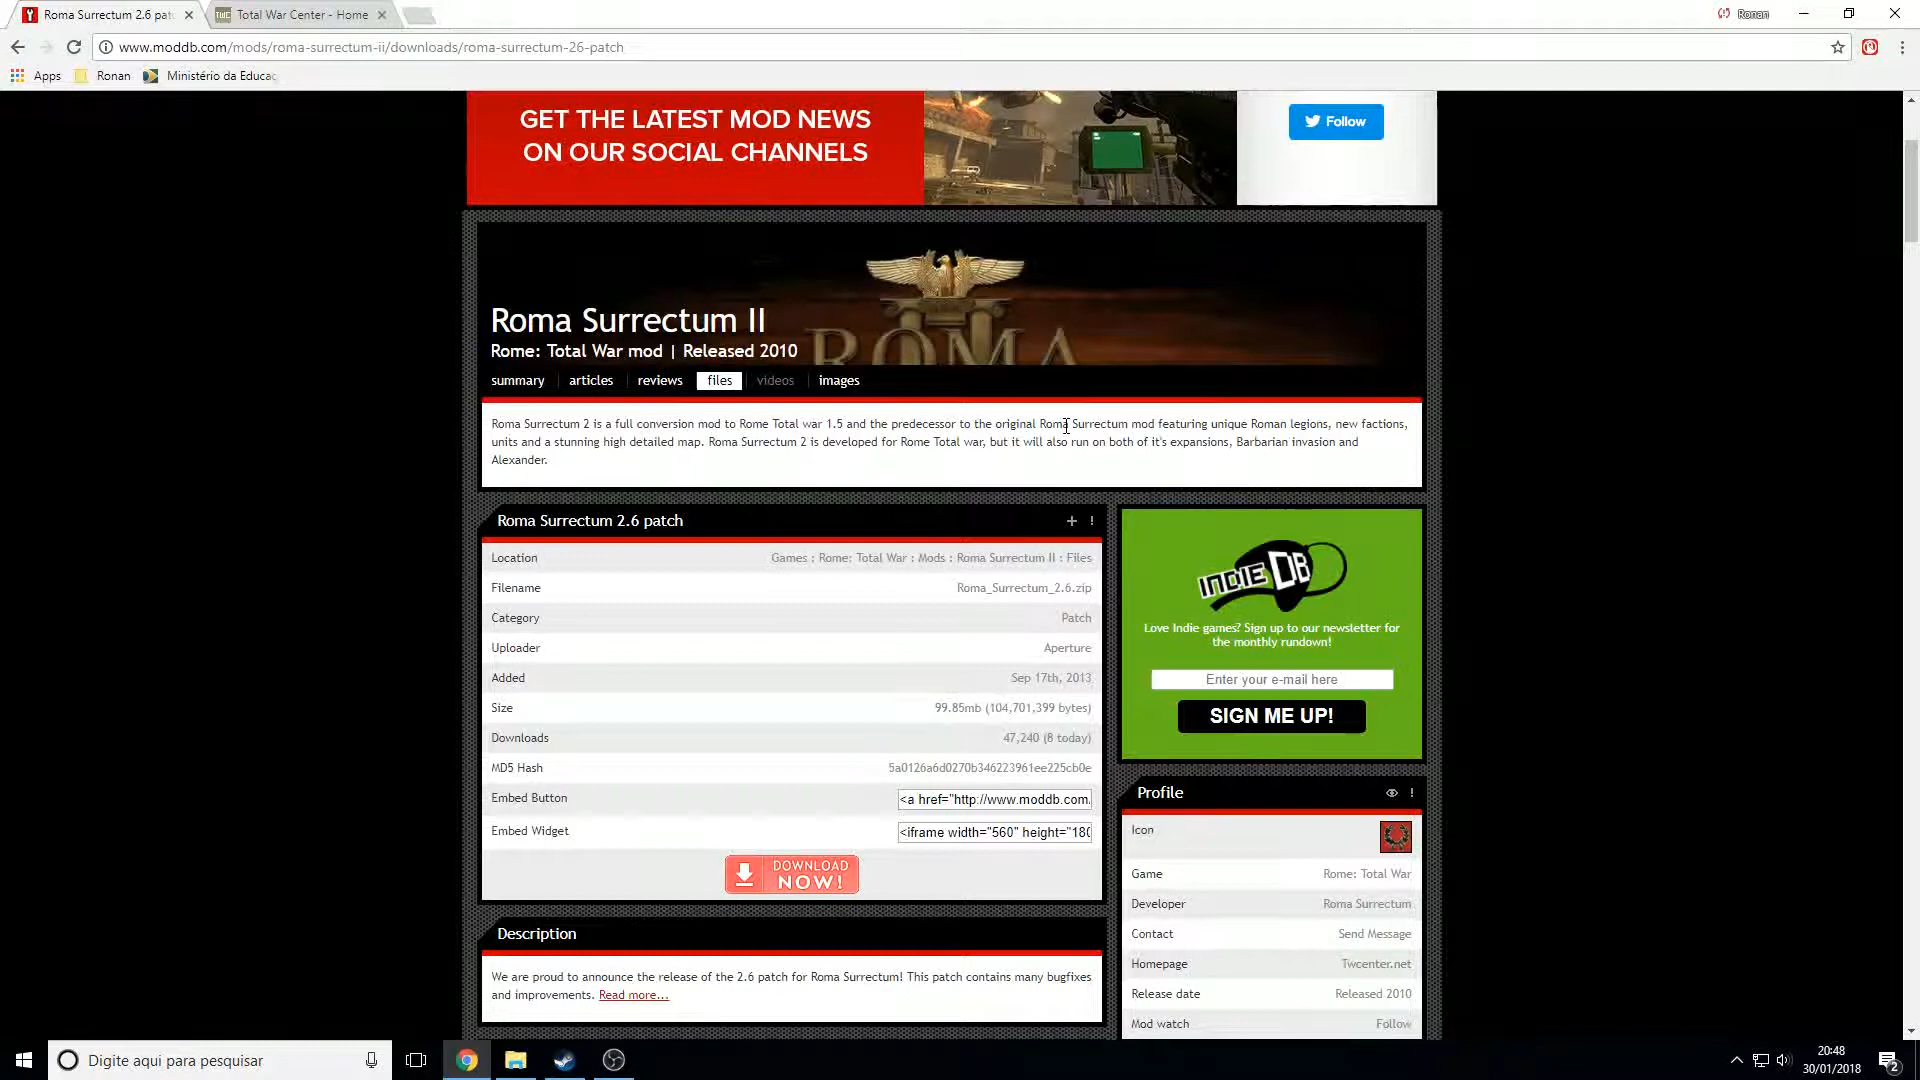 Roma Surrectum 2.6 pat
Total War Center - Home
Ronan
www.moddb.com/mods/roma-surrectum-ii/downloads/roma-surrectum-26-patch
Apps
Ronan
Ministério da Educaç
GET THE LATEST MOD NEWS
ON OUR SOCIAL CHANNELS
Follow
ROMA
Roma Surrectum II
Rome: Total War mod | Released 2010
summary
articles
reviews
files
videos
images
Roma Surrectum 2 is a full conversion mod to Rome Total war 1.5 and the predecessor to the original Roma Surrectum mod featuring unique Roman legions, new factions,
units and a stunning high detailed map. Roma Surrectum 2 is developed for Rome Total war, but it will also run on both of it's expansions, Barbarian invasion and
Alexander.
Roma Surrectum 2.6 patch
+ !
Location Games : Rome: Total War : Mods : Roma Surrectum II : Files
Filename Roma_Surrectum_2.6.zip
Category Patch
Uploader Aperture
Added Sep 17th, 2013
Size 99.85mb (104,701,399 bytes)
Downloads 47,240 (8 today)
MD5 Hash 5a0126a6d0270b346223961ee225cb0e
Embed Button <a href="http://www.moddb.com.
Embed Widget <iframe width="560" height="180
DOWNLOAD
NOW!
Description
We are proud to announce the release of the 2.6 patch for Roma Surrectum! This patch contains many bugfixes
and improvements. Read more...
INDIE DB
Love Indie games? Sign up to our newsletter for
the monthly rundown!
Enter your e-mail here
SIGN ME UP!
Profile
!
Icon
Game Rome: Total War
Developer Roma Surrectum
Contact Send Message
Homepage Twcenter.net
Release date Released 2010
Mod watch Follow
Digite aqui para pesquisar
20:48
30/01/2018
2